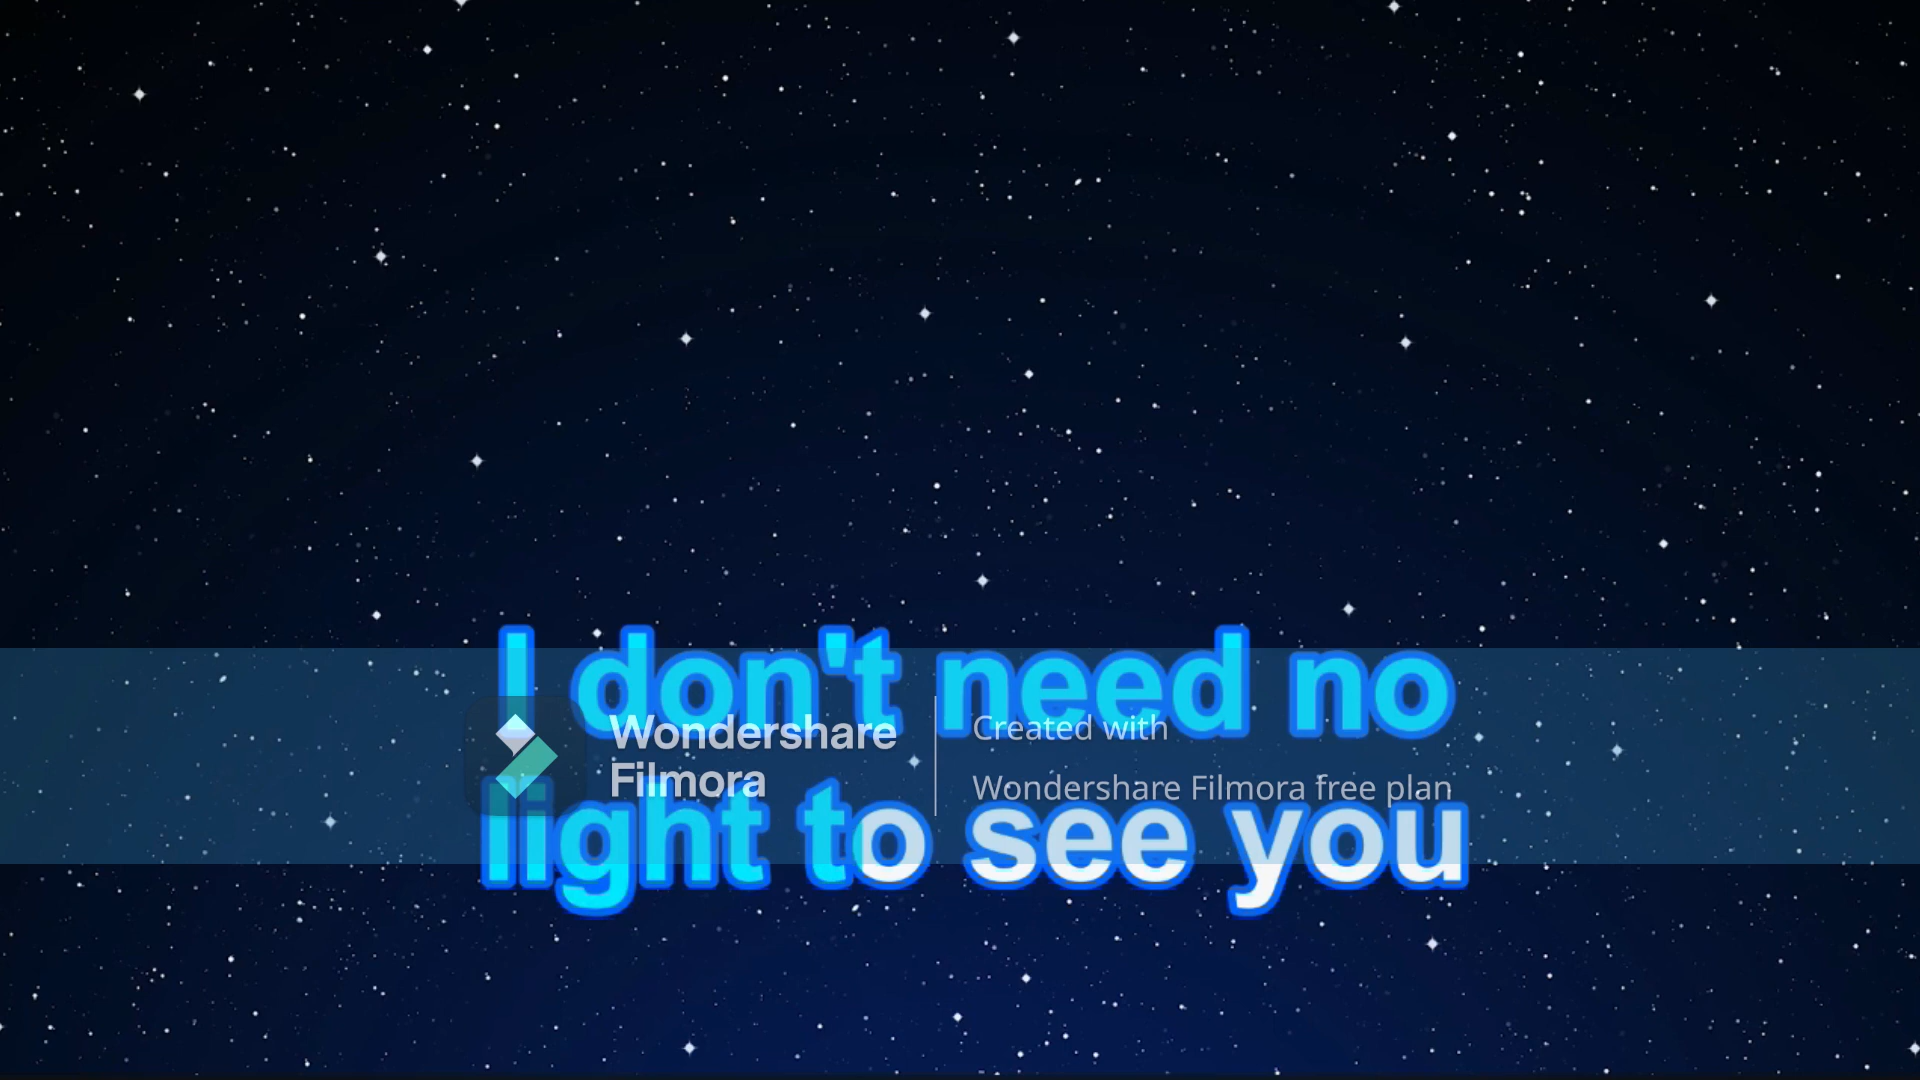 I don't need no
Wondershare
Filmora
Created with
Wondershare Filmora free plan
light to see you